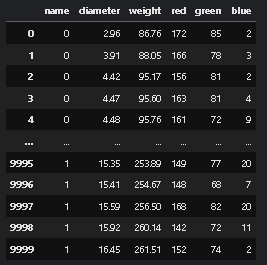 name diameter weight red green blue
0 0 2.96 86.76 172 85 2
1 0 3.91 88.05 166 78 3
2 0 4.42 95.17 156 81 2
3 0 4.47 95.60 163 81 4
4 0 4.48 95.76 161 72 9
... ... ... ... ... ... ...
9995 1 15.35 253.89 149 77 20
9996 1 15.41 254.67 148 68 7
9997 1 15.59 256.50 168 82 20
9998 1 15.92 260.14 142 72 11
9999 1 16.45 261.51 152 74 2